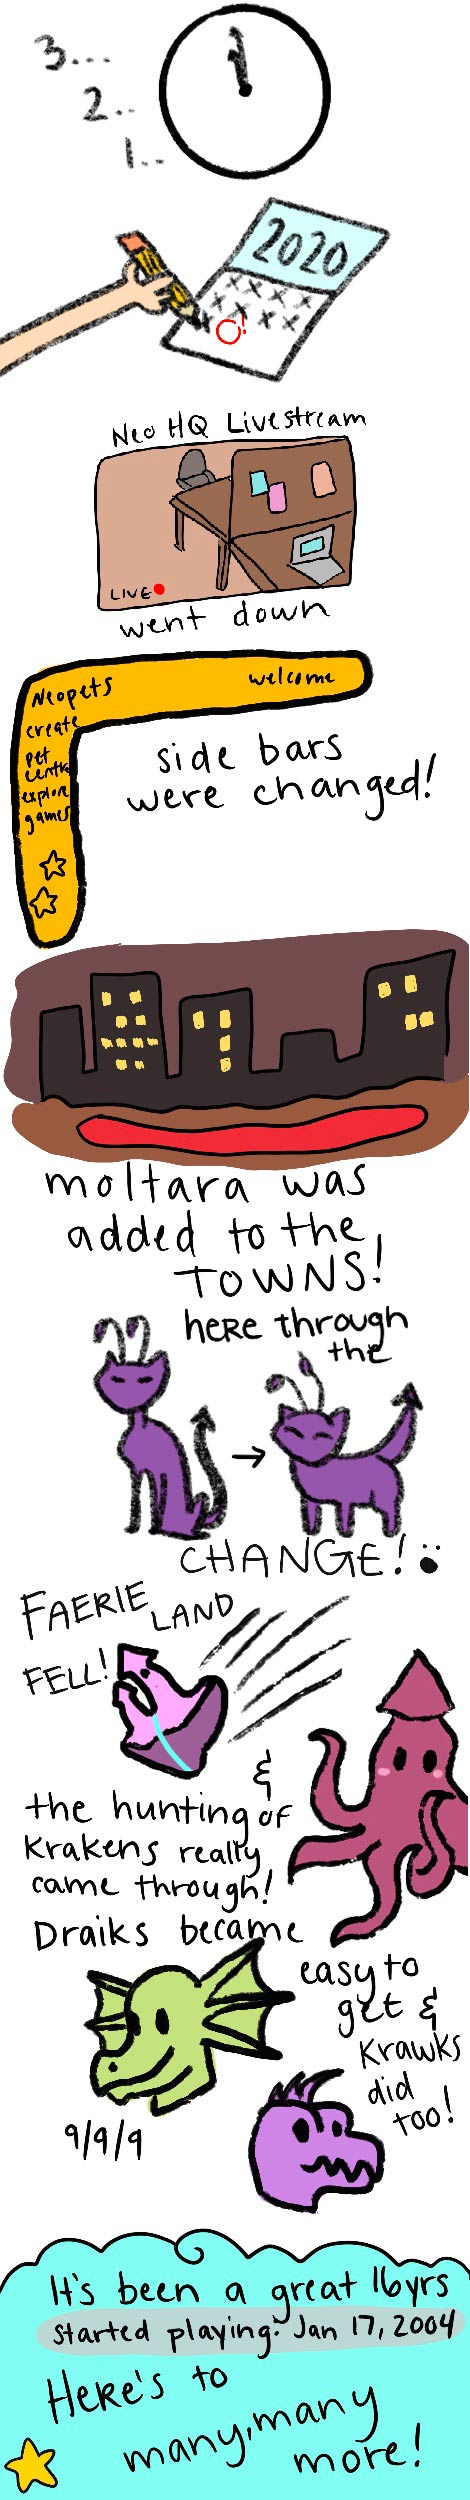 3...
2..
1..
2020
!
Neo HQ Livestream
LIVE
went down
Neopets welcome
create
pet
centra
explore
games
side bars
were changed!
moltara was
added to the
TOWNS!
here through
the
CHANGE!
FAERIE LAND
FELL!
&
the hunting of
Krakens really
came through!
Draiks became
easy to
get &
Krawks
did
too!
9/9/9
It's been a great 16yrs
started playing: Jan 17, 2004
Here's to
many, many
more!